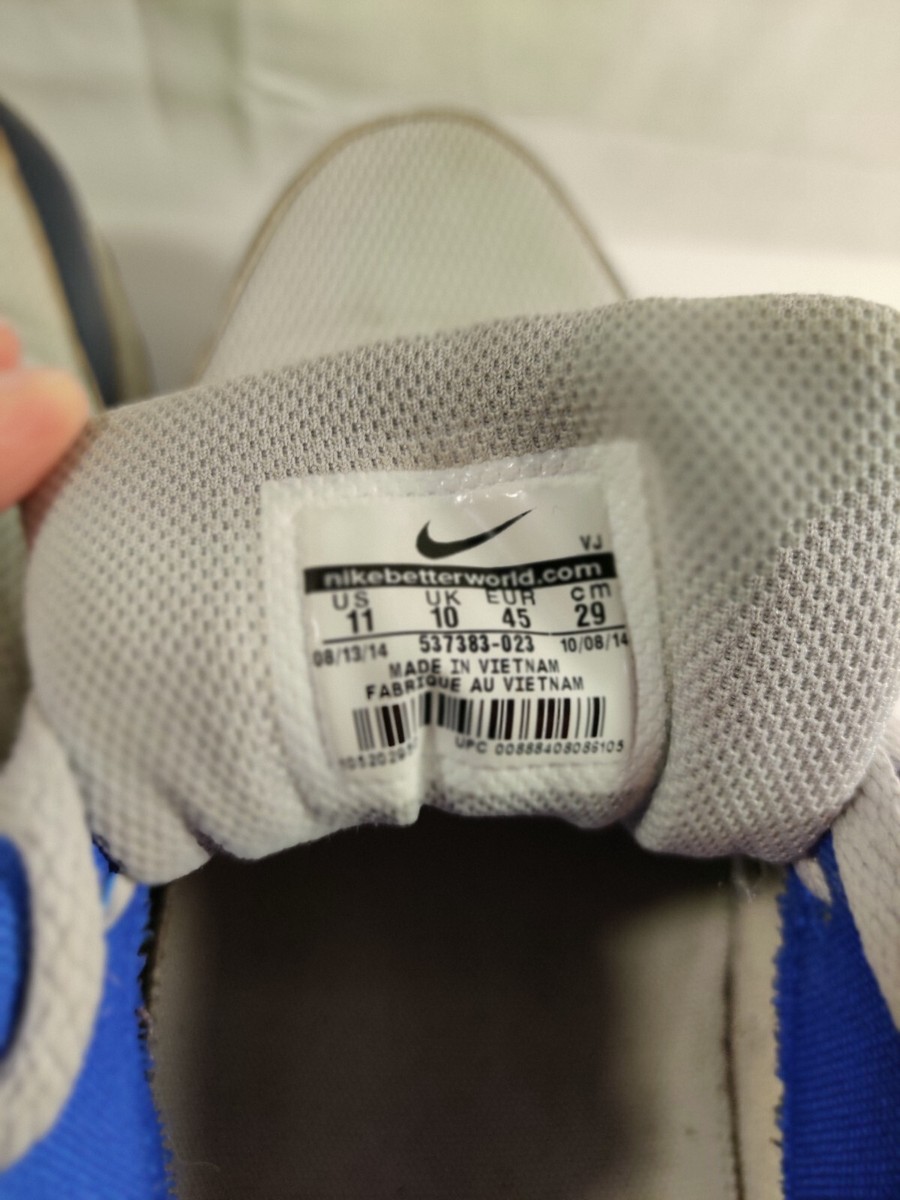 VJ
nikebetterworld.com
US UK EUR cm
11 10 45 29
08/13/14 537383-023 10/08/14
MADE IN VIETNAM
FABRIQUE AU VIETNAM
UPC 00888408086105